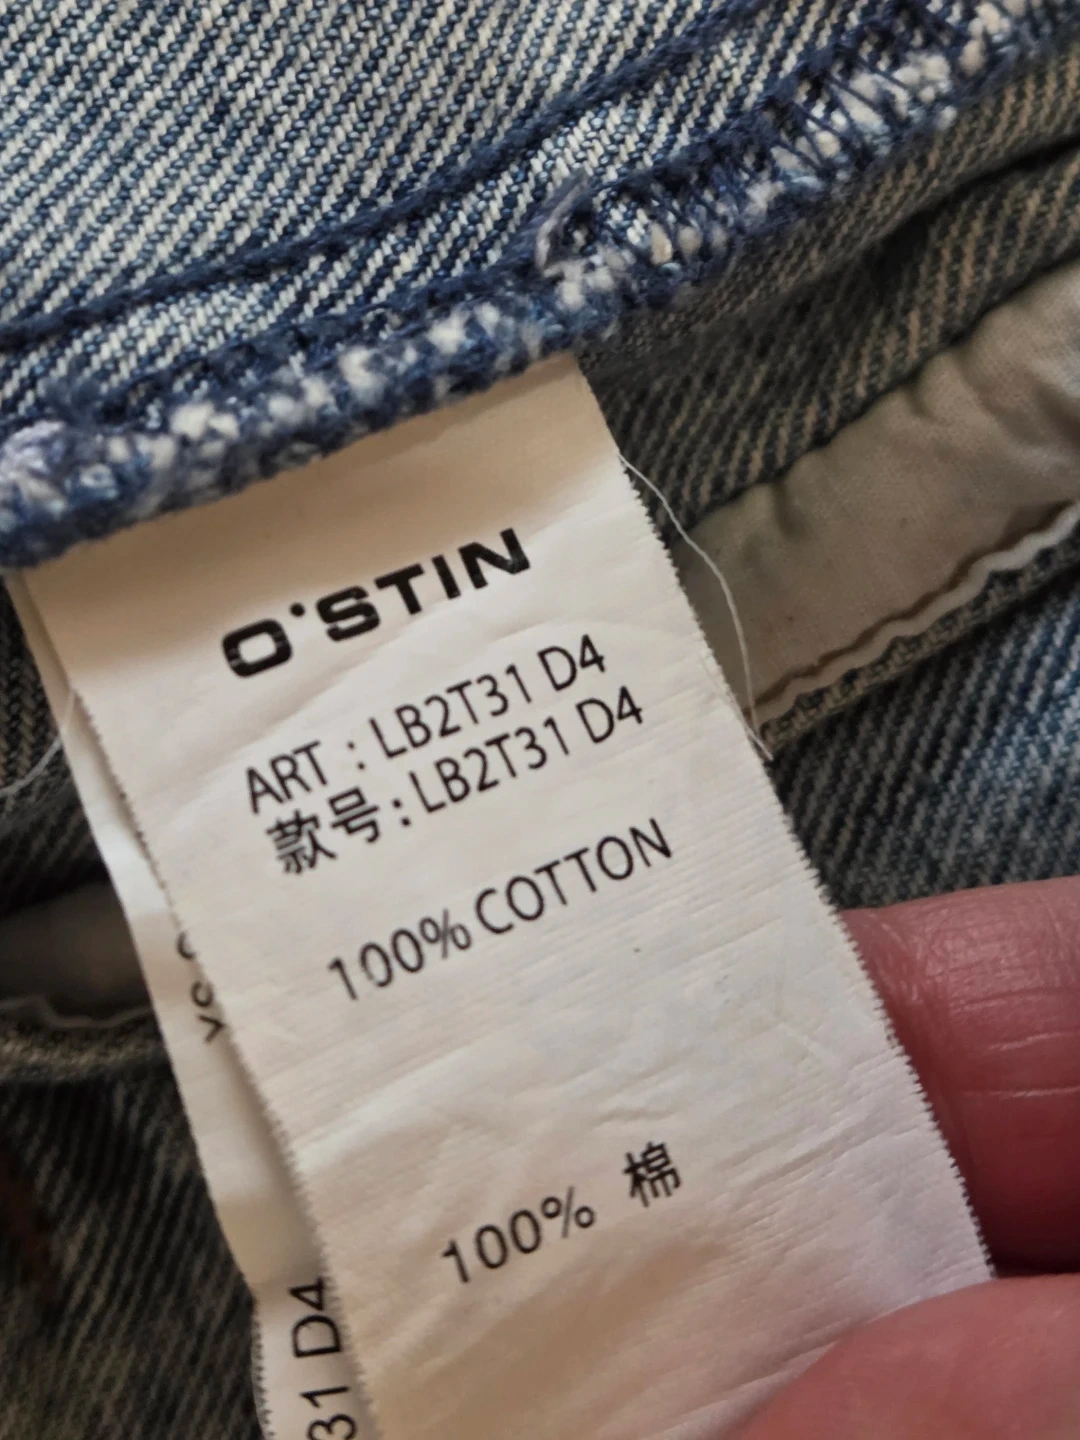 O'STIN
ART : LB2T31 D4
款号: LB2T31 D4
100% COTTON
100% 棉
31 D4